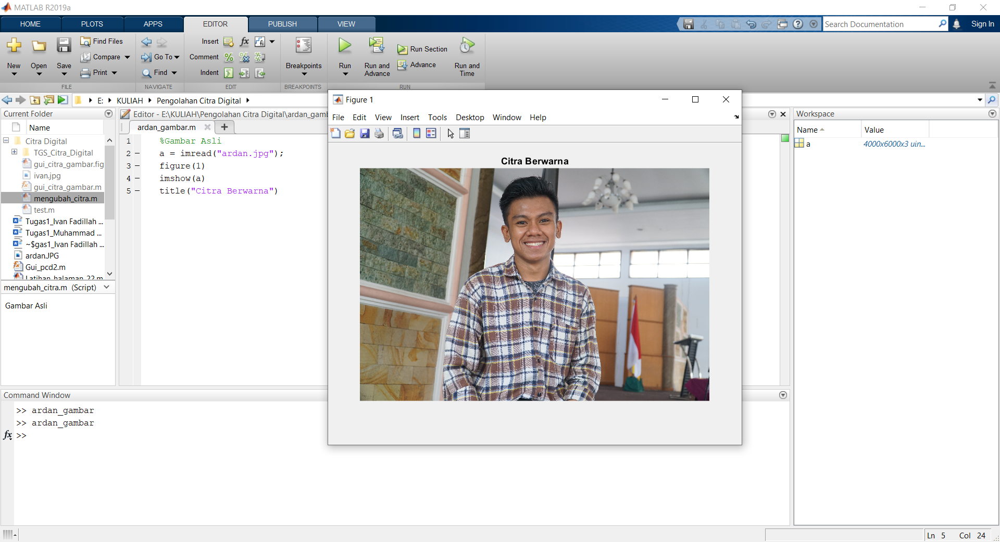 MATLAB R2019a
HOME PLOTS APPS EDITOR PUBLISH VIEW
Search Documentation
Sign In
New
Open
Save
Find Files
Compare
Print
FILE
Go To
Find
NAVIGATE
Insert
Comment
Indent
EDIT
Breakpoints
BREAKPOINTS
Run
Run and
Advance
Run Section
Advance
Run and
Time
RUN
E: KULIAH Pengolahan Citra Digital
Current Folder
Name
Citra Digital
TGS_Citra_Digital
gui_citra_gambar.fig
ivan.jpg
gui_citra_gambar.m
mengubah_citra.m
test.m
Tugas1_Ivan Fadillah ...
Tugas1_Muhammad ...
~$gas1_Ivan Fadillah ...
ardan.JPG
Gui_pcd2.m
Latihan_halaman_22.m
mengubah_citra.m (Script)
Gambar Asli
Editor - E:\KULIAH\Pengolahan Citra Digital\ardan_gamb
ardan_gambar.m
1 %Gambar Asli
2 – a = imread("ardan.jpg");
3 – figure(1)
4 – imshow(a)
5 – title("Citra Berwarna")
Figure 1
File Edit View Insert Tools Desktop Window Help
Citra Berwarna
Workspace
Name Value
a 4000x6000x3 uin...
Command Window
>> ardan_gambar
>> ardan_gambar
fx >>
Ln 5 Col 24